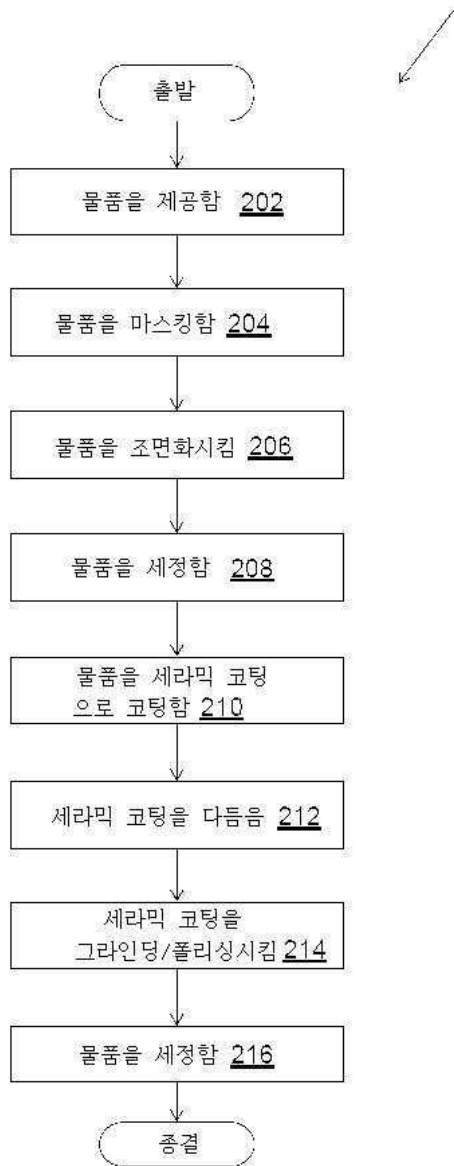 출발
물품을 제공함 202
물품을 마스킹함 204
물품을 조면화시킴 206
물품을 세정함 208
물품을 세라믹 코팅
으로 코팅함 210
세라믹 코팅을 다듬음 212
세라믹 코팅을
그라인딩/폴리싱시킴 214
물품을 세정함 216
종결